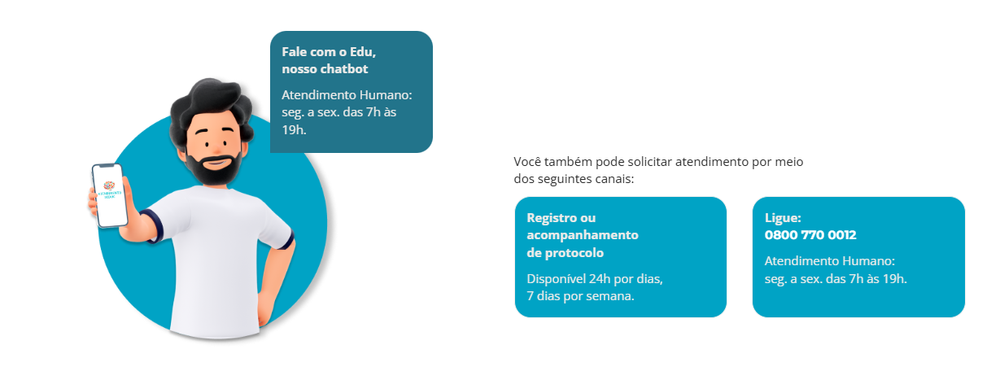 Fale com o Edu,
nosso chatbot
Atendimento Humano:
seg. a sex. das 7h às
19h.
Você também pode solicitar atendimento por meio
dos seguintes canais:
Registro ou
acompanhamento
de protocolo
Disponível 24h por dias,
7 dias por semana.
Ligue:
0800 770 0012
Atendimento Humano:
seg. a sex. das 7h às 19h.